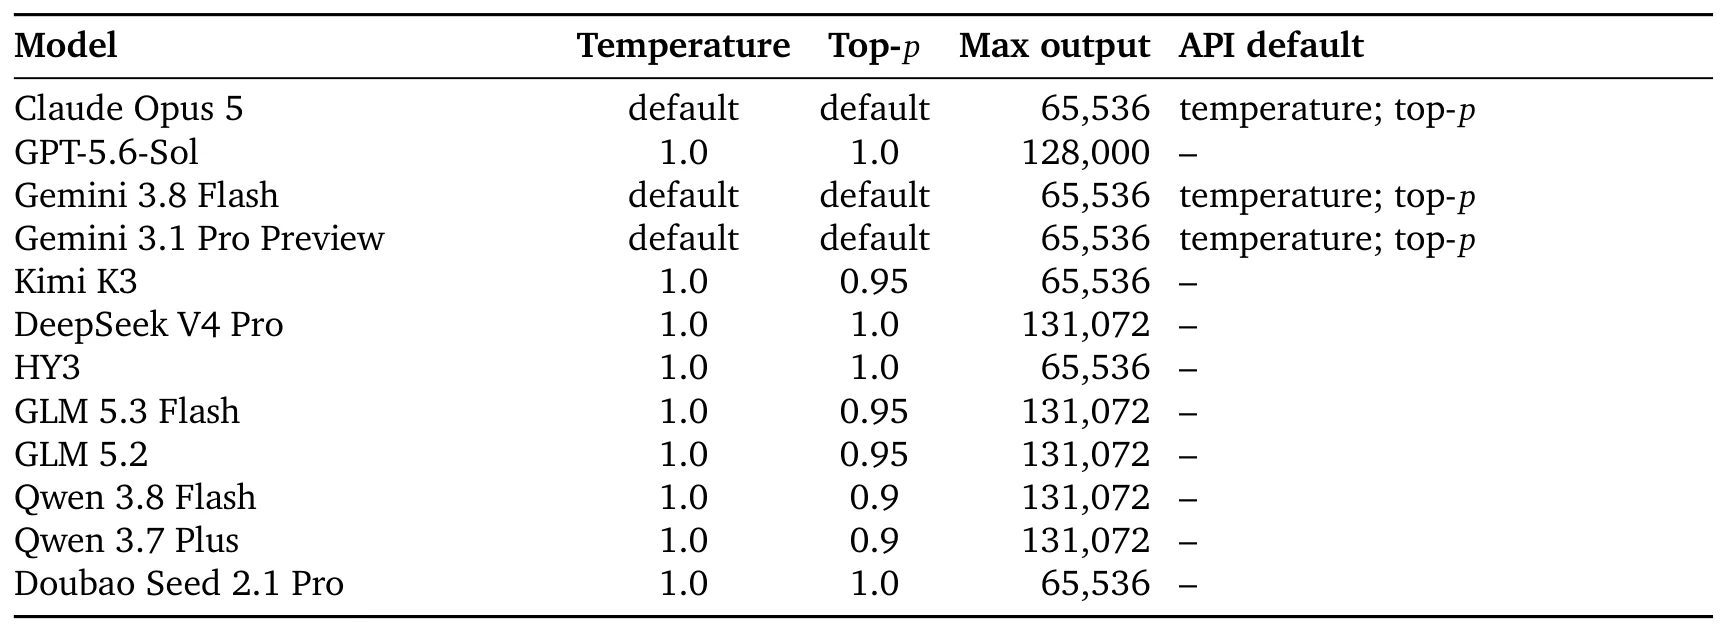 Model Temperature Top-p Max output API default
Claude Opus 5 default default 65,536 temperature; top-p
GPT-5.6-Sol 1.0 1.0 128,000 –
Gemini 3.8 Flash default default 65,536 temperature; top-p
Gemini 3.1 Pro Preview default default 65,536 temperature; top-p
Kimi K3 1.0 0.95 65,536 –
DeepSeek V4 Pro 1.0 1.0 131,072 –
HY3 1.0 1.0 65,536 –
GLM 5.3 Flash 1.0 0.95 131,072 –
GLM 5.2 1.0 0.95 131,072 –
Qwen 3.8 Flash 1.0 0.9 131,072 –
Qwen 3.7 Plus 1.0 0.9 131,072 –
Doubao Seed 2.1 Pro 1.0 1.0 65,536 –